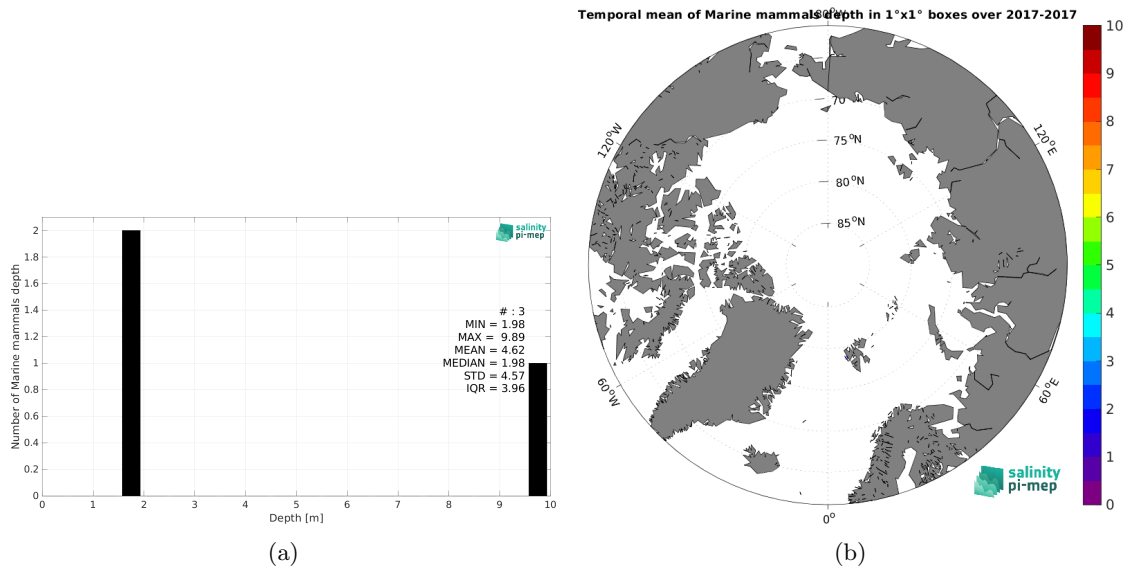 Number of Marine mammals depth
2
1.8
1.6
1.4
1.2
1
0.8
0.6
0.4
0.2
0
0 1 2 3 4 5 6 7 8 9 10
Depth [m]
salinity
pi-mep
# : 3
MIN = 1.98
MAX = 9.89
MEAN = 4.62
MEDIAN = 1.98
STD = 4.57
IQR = 3.96
(a)
Temporal mean of Marine mammals depth in 1°x1° boxes over 2017-2017
180°W
120°W
120°E
70°N
75°N
80°N
85°N
60°W
60°E
0°
salinity
pi-mep
10
9
8
7
6
5
4
3
2
1
0
(b)